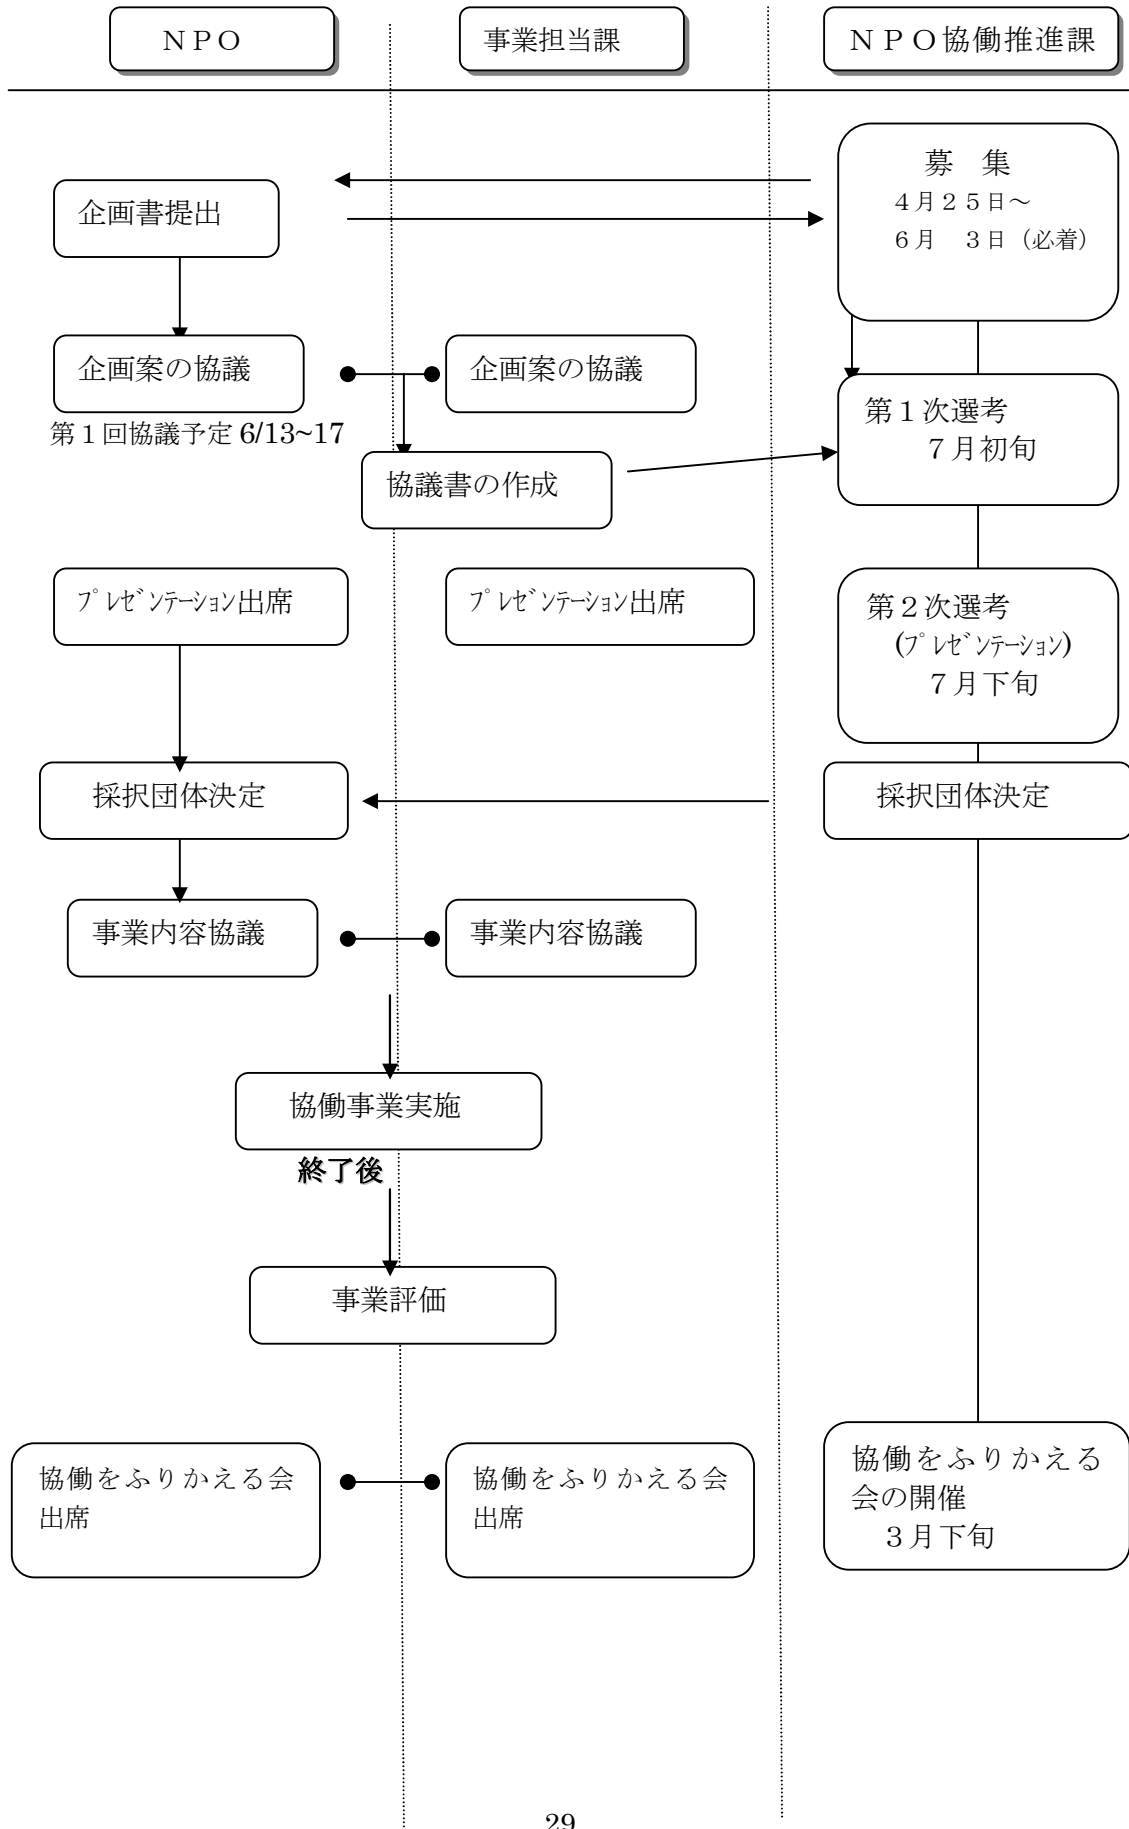 ＮＰＯ
事業担当課
ＮＰＯ協働推進課
募　集
４月２５日～
６月　３日（必着）
企画書提出
企画案の協議
企画案の協議
第１回協議予定 6/13~17
第１次選考
７月初旬
協議書の作成
ﾌﾟﾚｾﾞﾝﾃｰｼｮﾝ出席
ﾌﾟﾚｾﾞﾝﾃｰｼｮﾝ出席
第２次選考
(ﾌﾟﾚｾﾞﾝﾃｰｼｮﾝ)
７月下旬
採択団体決定
採択団体決定
事業内容協議
事業内容協議
協働事業実施
終了後
事業評価
協働をふりかえる会
出席
協働をふりかえる会
出席
協働をふりかえる
会の開催
３月下旬
29